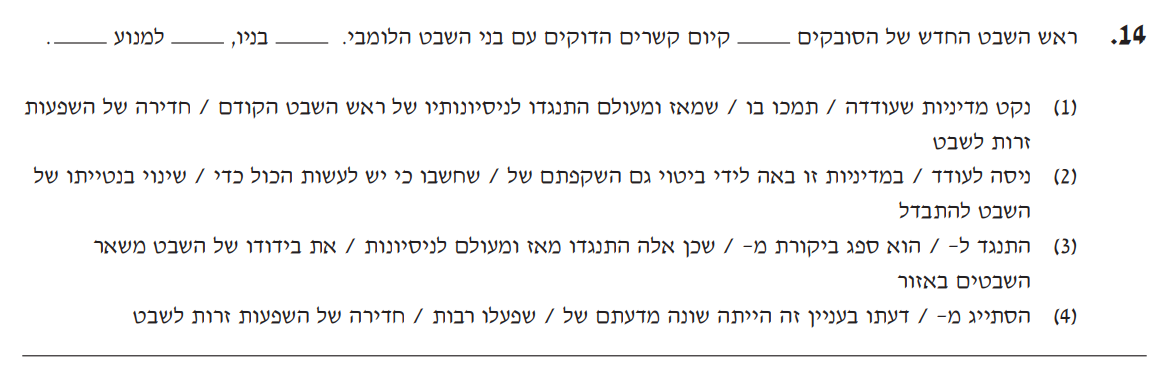 14. ראש השבט החדש של הסובקים _____ קיום קשרים הדוקים עם בני השבט הלומבי. _____ בניו, _____ למנוע _____.
(1) נקט מדיניות שעודדה / תמכו בו / שמאז ומעולם התנגדו לניסיונותיו של ראש השבט הקודם / חדירה של השפעות
זרות לשבט
(2) ניסה לעודד / במדיניות זו באה לידי ביטוי גם השקפתם של / שחשבו כי יש לעשות הכול כדי / שינוי בנטייתו של
השבט להתבדל
(3) התנגד ל- / הוא ספג ביקורת מ- / שכן אלה התנגדו מאז ומעולם לניסיונות / את בידודו של השבט משאר
השבטים באזור
(4) הסתייג מ- / דעתו בעניין זה הייתה שונה מדעתם של / שפעלו רבות / חדירה של השפעות זרות לשבט